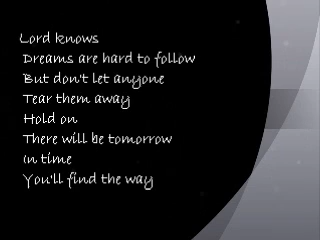 Lord knows
Dreams are hard to follow
But don't let anyone
Tear them away
Hold on
There will be tomorrow
In time
You'll find the way